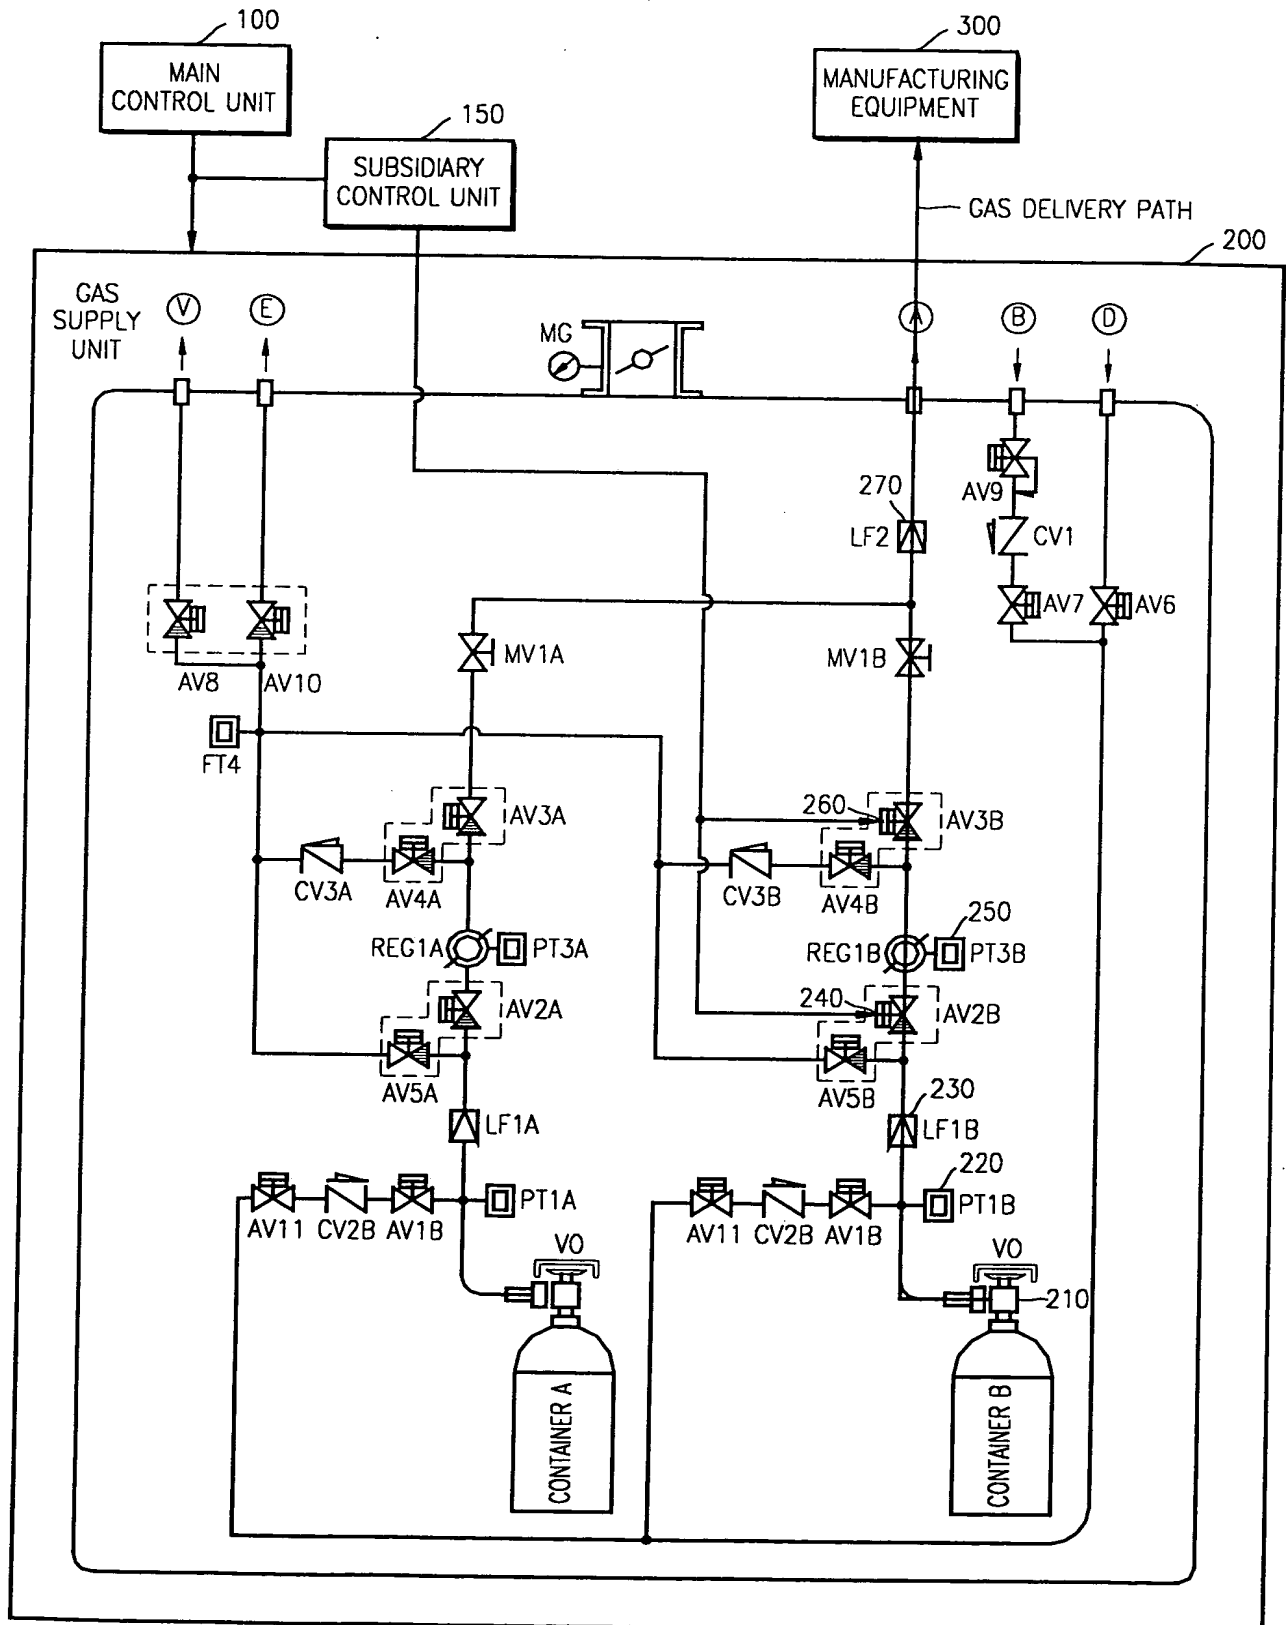 100
MAIN
CONTROL UNIT
150
SUBSIDIARY
CONTROL UNIT
300
MANUFACTURING
EQUIPMENT
GAS DELIVERY PATH
200
GAS
SUPPLY
UNIT
V
E
MG
A
B
D
AV9
270
LF2
CV1
AV7
AV6
MV1A
MV1B
AV8
AV10
FT4
AV3A
260
AV3B
CV3A
AV4A
CV3B
AV4B
250
REG1A
PT3A
REG1B
PT3B
AV2A
240
AV2B
AV5A
AV5B
230
LF1A
LF1B
220
PT1A
PT1B
AV11
CV2B
AV1B
AV11
CV2B
AV1B
VO
VO
210
CONTAINER A
CONTAINER B